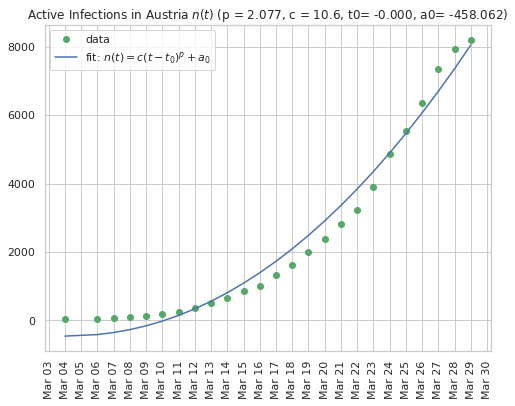 Active Infections in Austria n(t) (p = 2.077, c = 10.6, t0= -0.000, a0= -458.062)
data
fit: n(t) = c(t − t₀)ᵖ + a₀
8000
6000
4000
2000
0
Mar 03
Mar 04
Mar 05
Mar 06
Mar 07
Mar 08
Mar 09
Mar 10
Mar 11
Mar 12
Mar 13
Mar 14
Mar 15
Mar 16
Mar 17
Mar 18
Mar 19
Mar 20
Mar 21
Mar 22
Mar 23
Mar 24
Mar 25
Mar 26
Mar 27
Mar 28
Mar 29
Mar 30